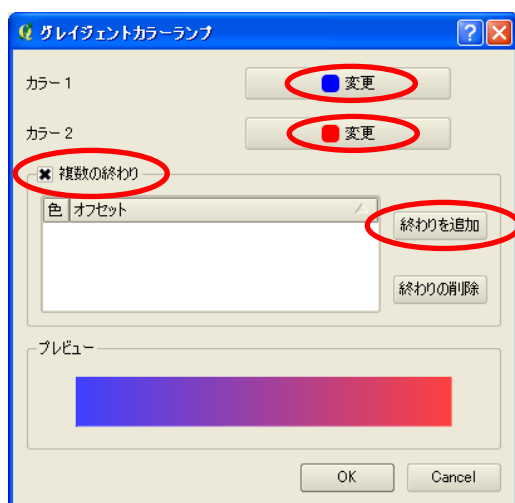 グレイジェントカラーランプ
カラー 1
変更
カラー 2
変更
複数の終わり
色 オフセット
終わりを追加
終わりの削除
プレビュー
OK Cancel